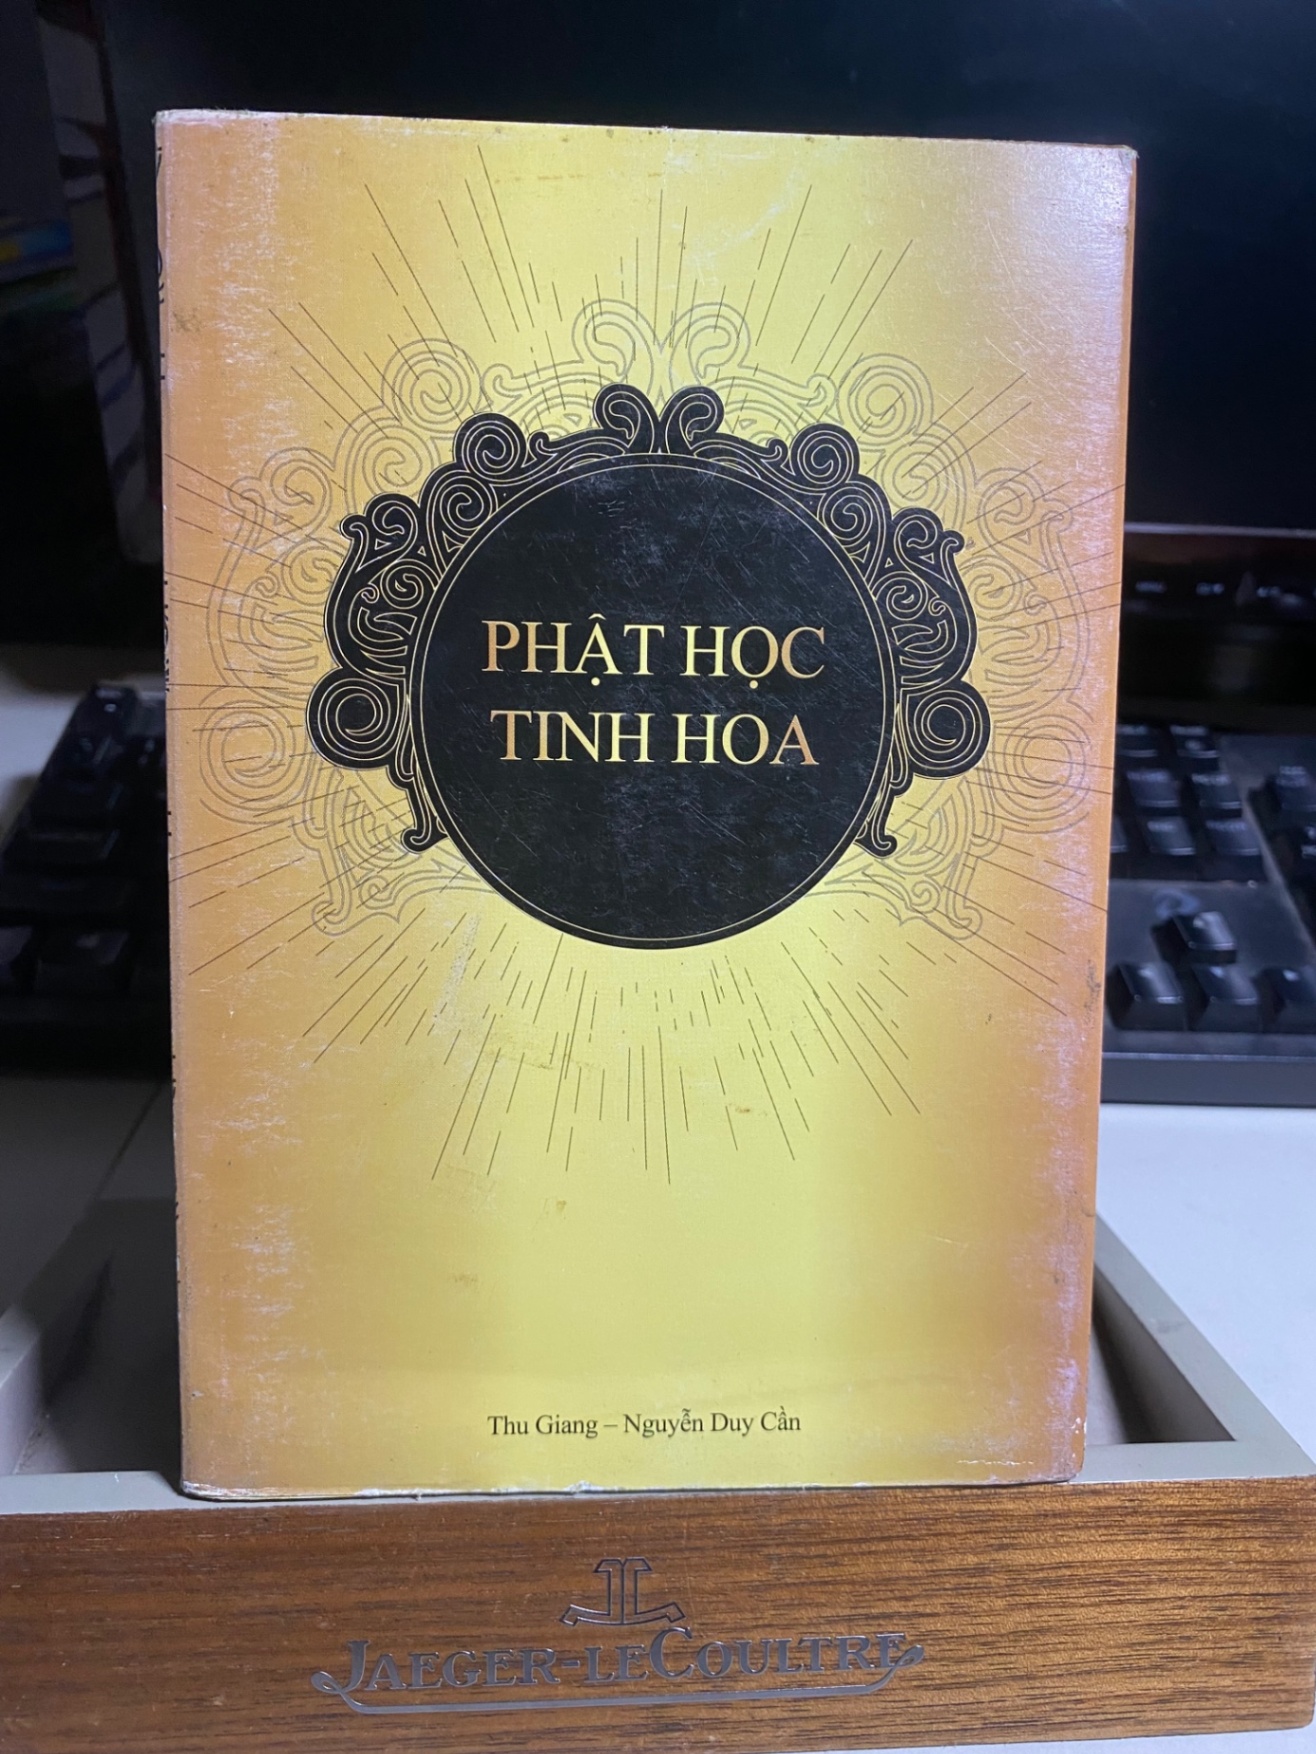 PHẬT HỌC
TINH HOA
Thu Giang – Nguyễn Duy Cần
JAEGER-LECOULTRE